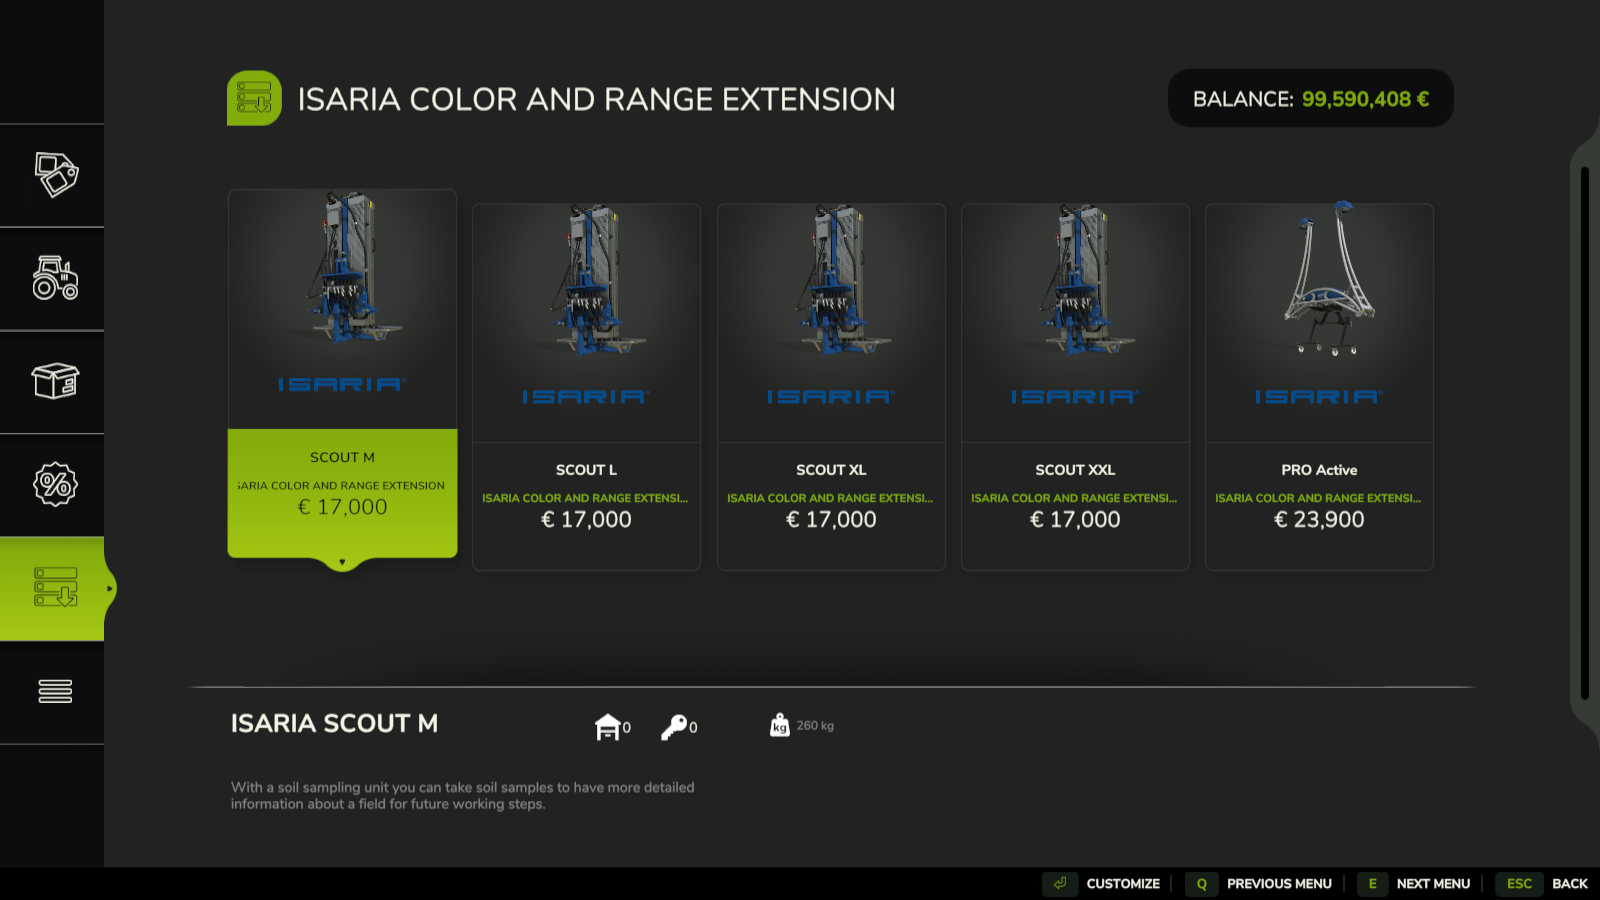 ISARIA COLOR AND RANGE EXTENSION
BALANCE: 99,590,408 €
ISARIA
SCOUT M
SARIA COLOR AND RANGE EXTENSION
€ 17,000
ISARIA
SCOUT L
ISARIA COLOR AND RANGE EXTENSI...
€ 17,000
ISARIA
SCOUT XL
ISARIA COLOR AND RANGE EXTENSI...
€ 17,000
ISARIA
SCOUT XXL
ISARIA COLOR AND RANGE EXTENSI...
€ 17,000
ISARIA
PRO Active
ISARIA COLOR AND RANGE EXTENSI...
€ 23,900
ISARIA SCOUT M
0
0
kg 260 kg
With a soil sampling unit you can take soil samples to have more detailed
information about a field for future working steps.
CUSTOMIZE
Q PREVIOUS MENU
E NEXT MENU
ESC BACK